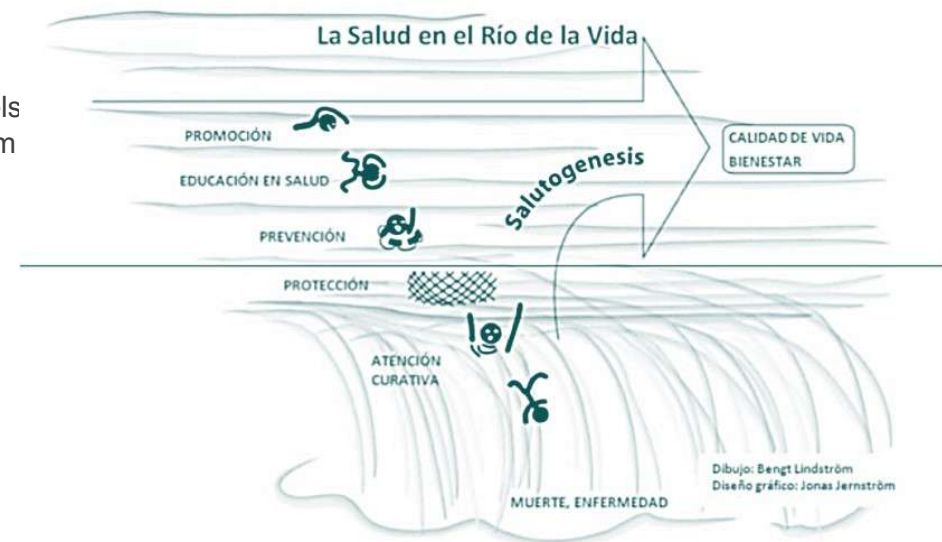 La Salud en el Río de la Vida
ls
m
PROMOCIÓN
EDUCACIÓN EN SALUD
PREVENCIÓN
PROTECCIÓN
ATENCIÓN
CURATIVA
Salutogenesis
CALIDAD DE VIDA
BIENESTAR
MUERTE, ENFERMEDAD
Dibujo: Bengt Lindström
Diseño gráfico: Jonas Jernström